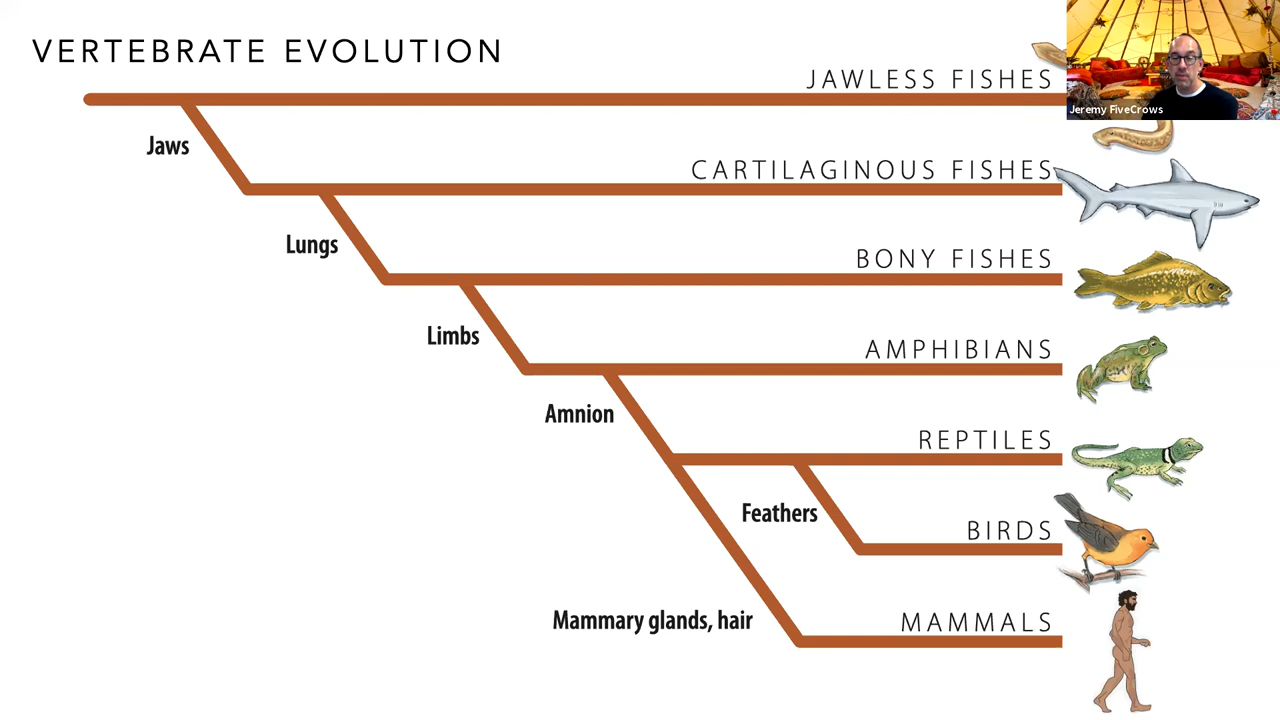 VERTEBRATE EVOLUTION
JAWLESS FISHES
Jeremy FiveCrows
Jaws
CARTILAGINOUS FISHES
Lungs
BONY FISHES
Limbs
AMPHIBIANS
Amnion
REPTILES
Feathers
BIRDS
Mammary glands, hair
MAMMALS